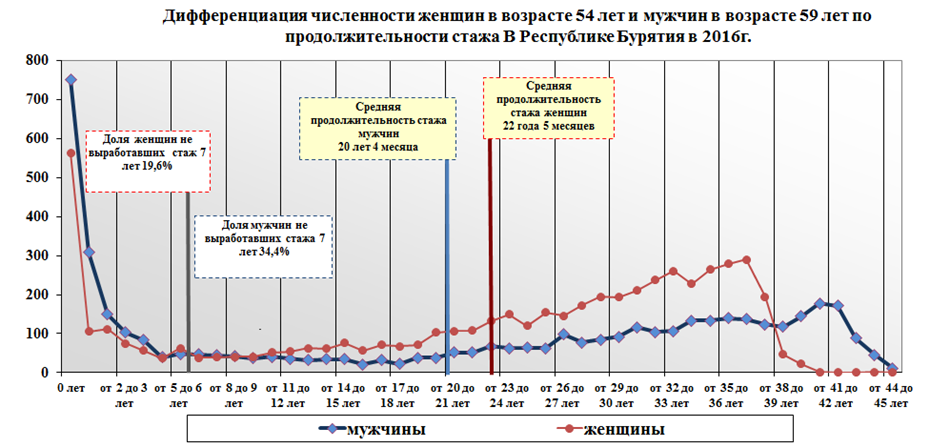 Дифференциация численности женщин в возрасте 54 лет и мужчин в возрасте 59 лет по
продолжительности стажа В Республике Бурятия в 2016г.
800
700
600
500
400
300
200
100
0
Доля женщин не
выработавших стаж 7
лет 19,6%
Доля мужчин не
выработавших стажа 7
лет 34,4%
Средняя
продолжительность стажа
мужчин
20 лет 4 месяца
Средняя
продолжительность
стажа женщин
22 года 5 месяцев
0 лет от 2 до 3 от 5 до 6 от 8 до 9 от 11 до от 14 до от 17 до от 20 до от 23 до от 26 до от 29 до от 32 до от 35 до от 38 до от 41 до от 44 до
лет лет лет 12 лет 15 лет 18 лет 21 лет 24 лет 27 лет 30 лет 33 лет 36 лет 39 лет 42 лет 45 лет
мужчины женщины